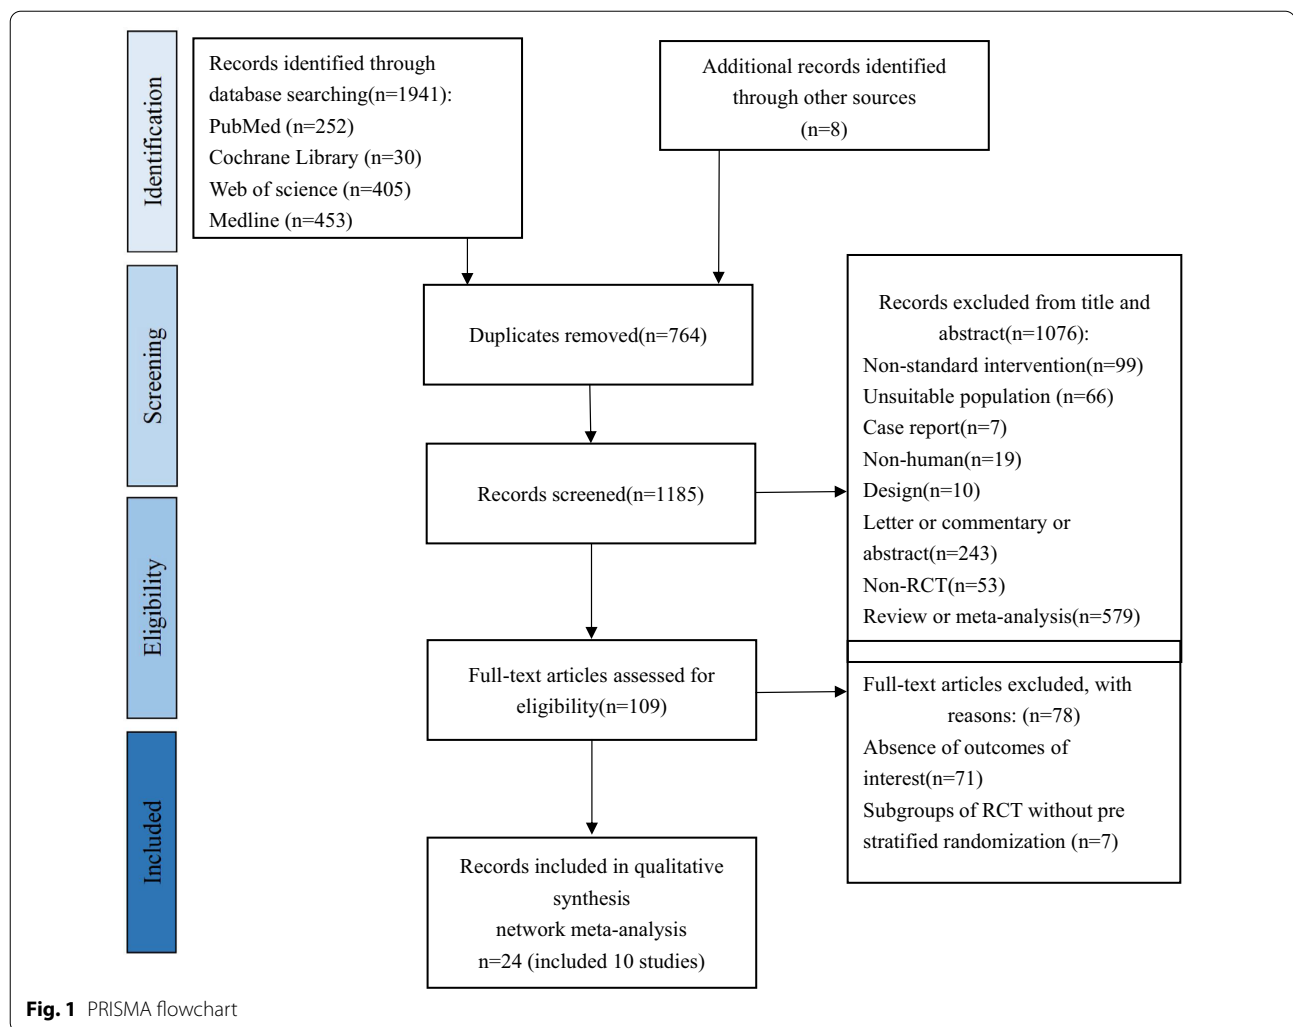 Identification
Records identified through
database searching(n=1941):
PubMed (n=252)
Cochrane Library (n=30)
Web of science (n=405)
Medline (n=453)
Additional records identified
through other sources
(n=8)
Screening
Duplicates removed(n=764)
Records screened(n=1185)
Records excluded from title and
abstract(n=1076):
Non-standard intervention(n=99)
Unsuitable population (n=66)
Case report(n=7)
Non-human(n=19)
Design(n=10)
Letter or commentary or
abstract(n=243)
Non-RCT(n=53)
Review or meta-analysis(n=579)
Eligibility
Full-text articles assessed for
eligibility(n=109)
Full-text articles excluded, with
reasons: (n=78)
Absence of outcomes of
interest(n=71)
Subgroups of RCT without pre
stratified randomization (n=7)
Included
Records included in qualitative
synthesis
network meta-analysis
n=24 (included 10 studies)
Fig. 1 PRISMA flowchart